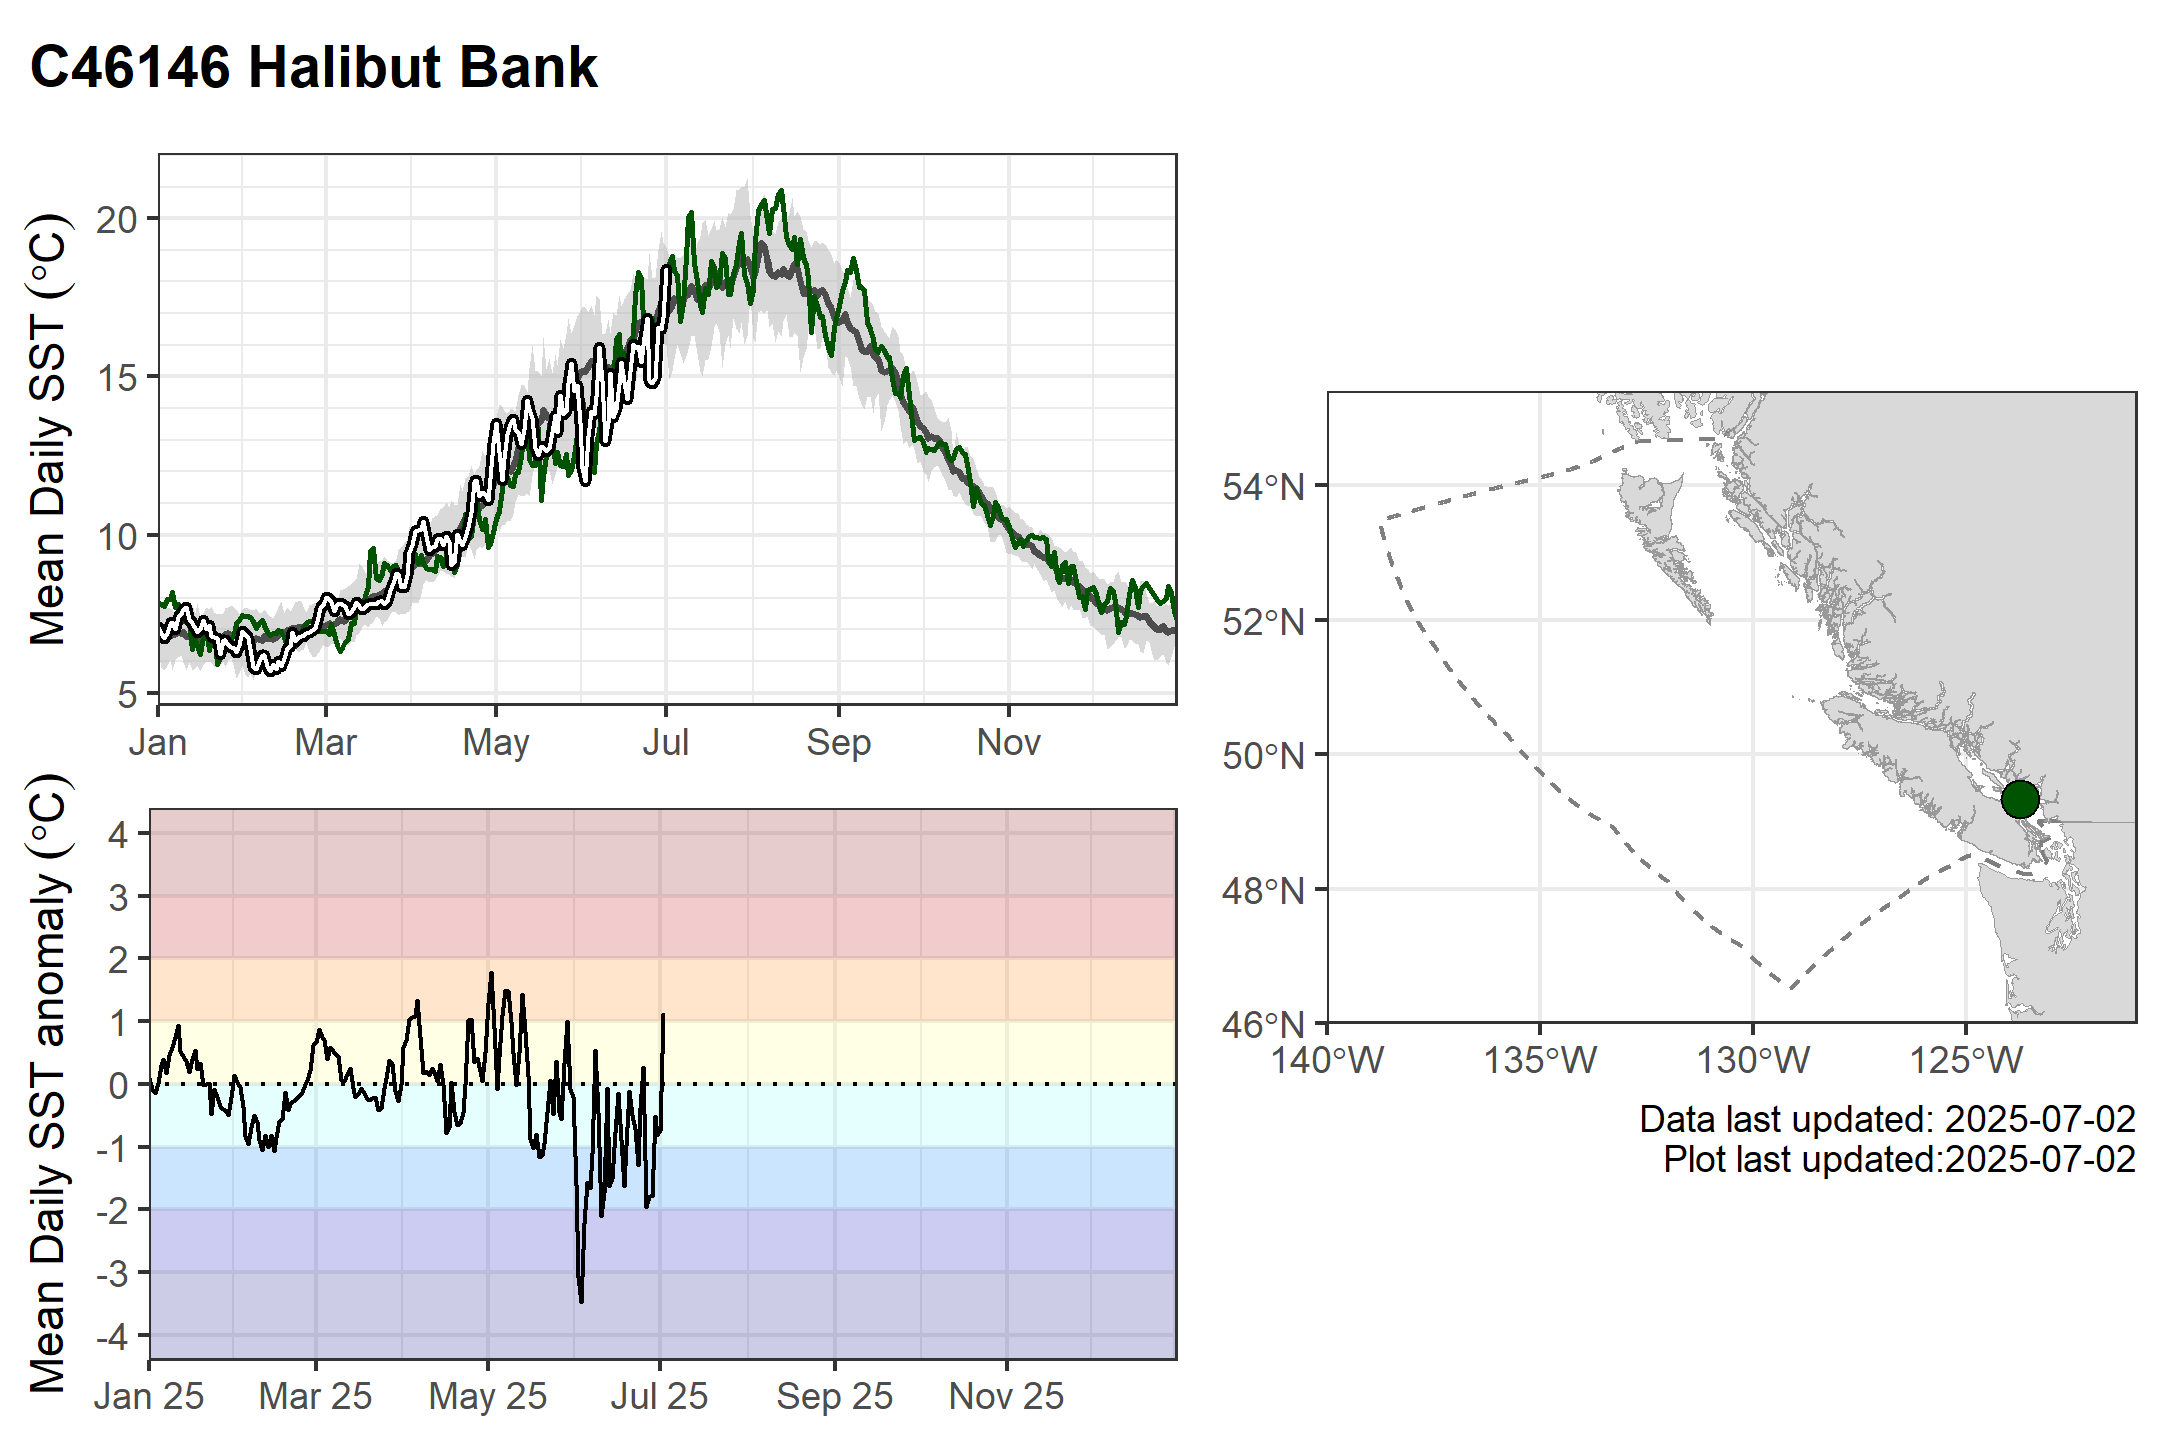 C46146 Halibut Bank
Mean Daily SST (°C)
20
15
10
5
Jan Mar May Jul Sep Nov
Mean Daily SST anomaly (°C)
4
3
2
1
0
-1
-2
-3
-4
Jan 25 Mar 25 May 25 Jul 25 Sep 25 Nov 25
54°N
52°N
50°N
48°N
46°N
140°W 135°W 130°W 125°W
Data last updated: 2025-07-02
Plot last updated:2025-07-02